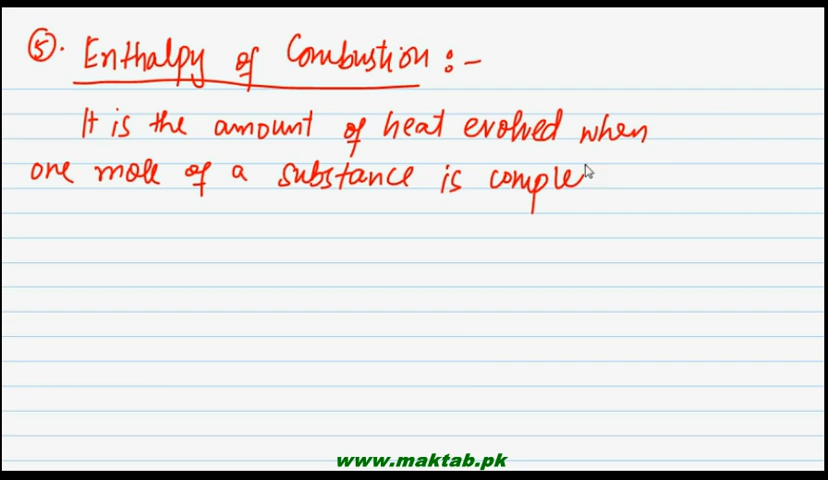 5. Enthalpy of Combustion :-
It is the amount of heat evolved when
one mole of a substance is comple
www.maktab.pk